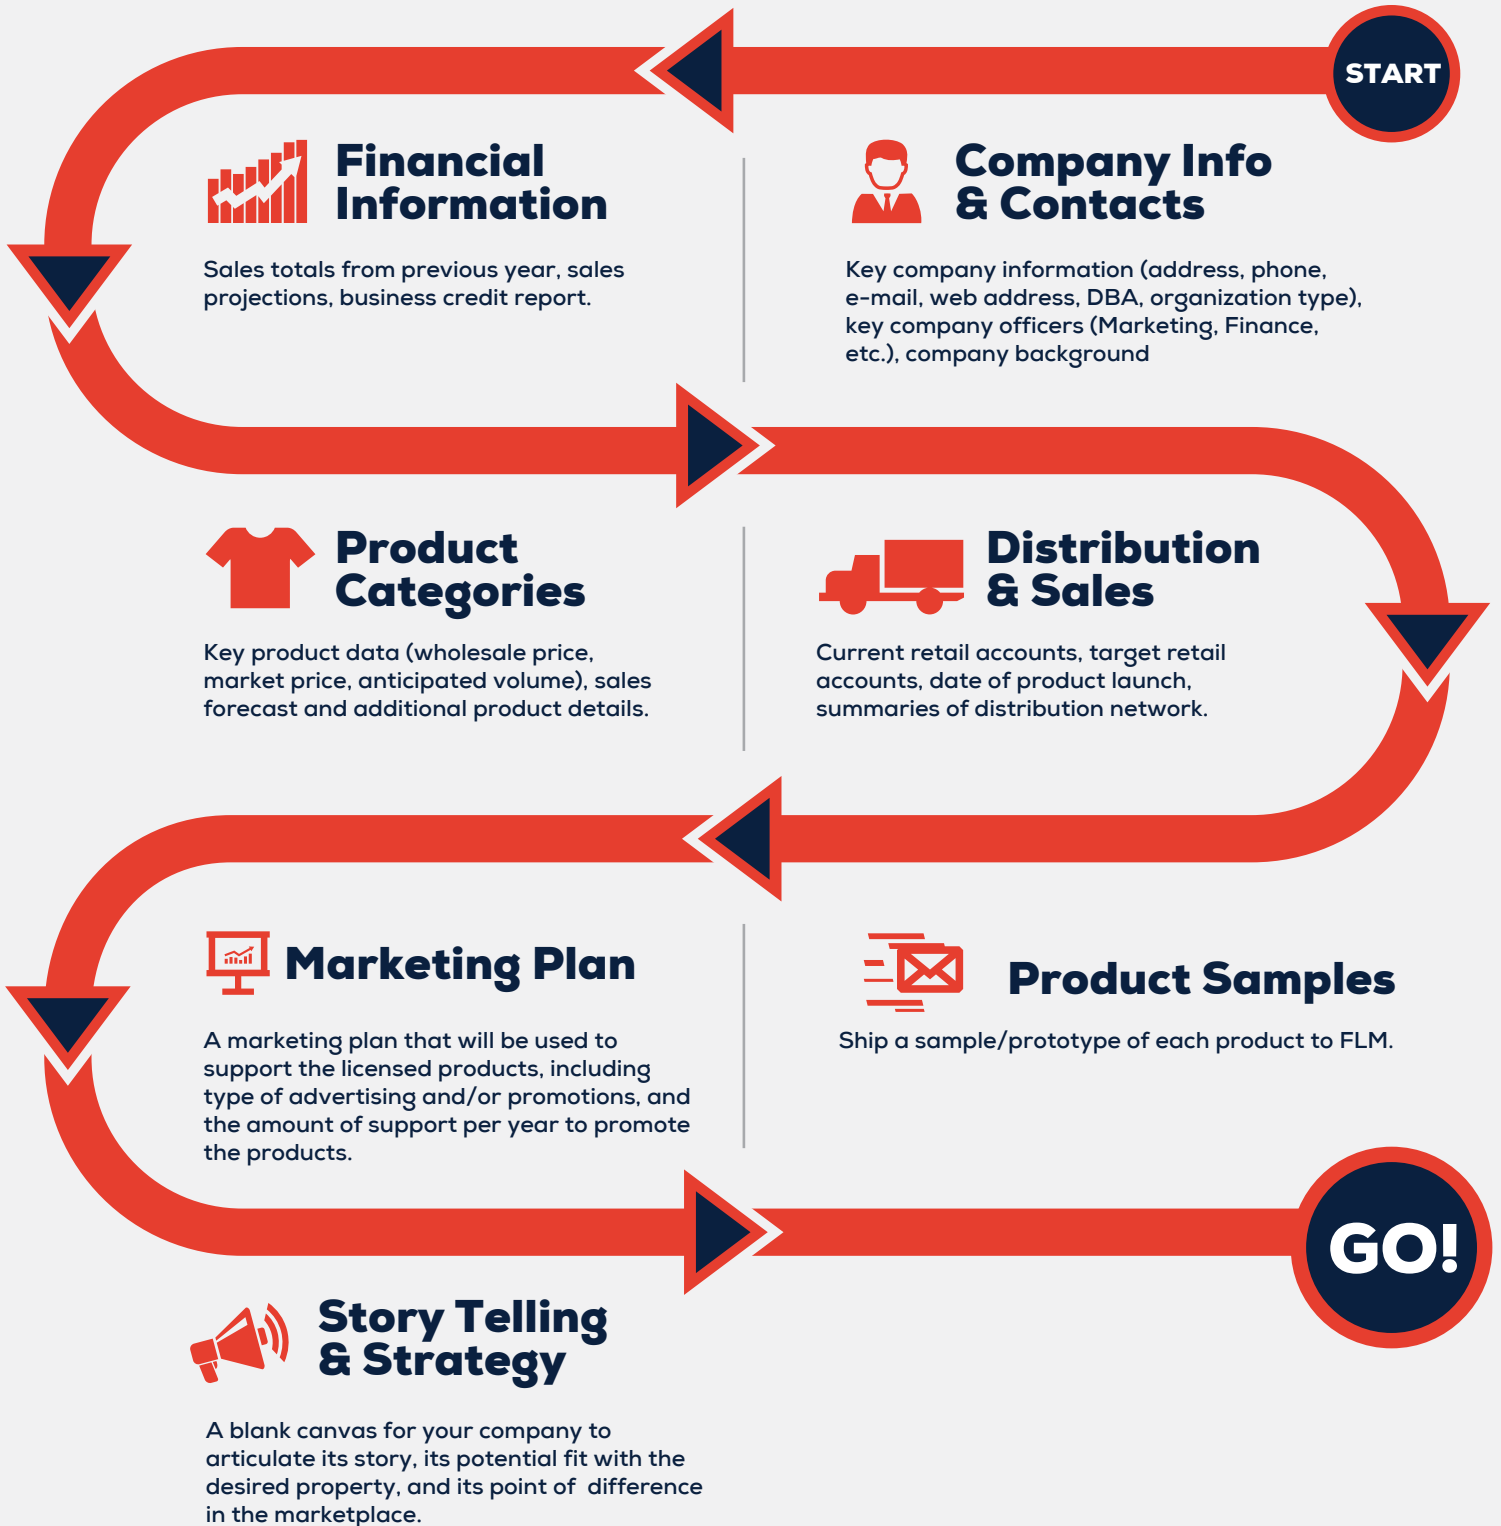 START
Company Info
& Contacts
Key company information (address, phone,
e-mail, web address, DBA, organization type),
key company officers (Marketing, Finance,
etc.), company background
Financial
Information
Sales totals from previous year, sales
projections, business credit report.
Product
Categories
Key product data (wholesale price,
market price, anticipated volume), sales
forecast and additional product details.
Distribution
& Sales
Current retail accounts, target retail
accounts, date of product launch,
summaries of distribution network.
Product Samples
Ship a sample/prototype of each product to FLM.
Marketing Plan
A marketing plan that will be used to
support the licensed products, including
type of advertising and/or promotions, and
the amount of support per year to promote
the products.
Story Telling
& Strategy
A blank canvas for your company to
articulate its story, its potential fit with the
desired property, and its point of  difference
in the marketplace.
GO!